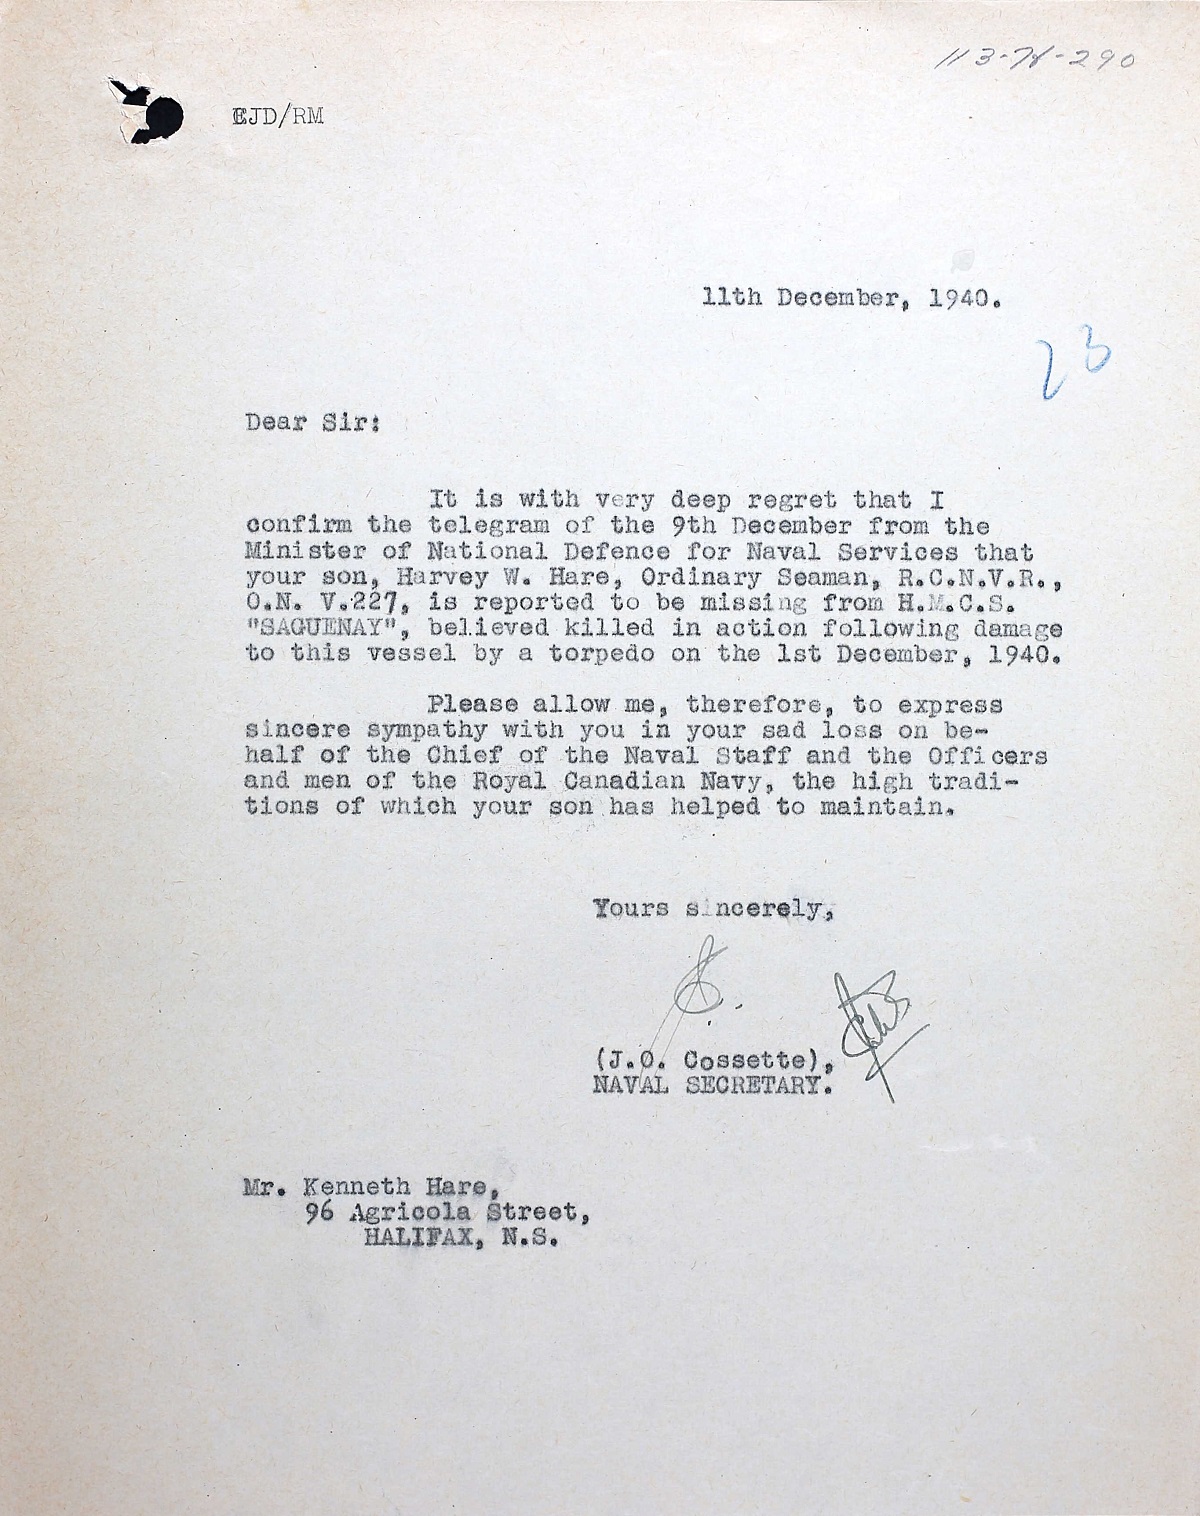 113-H-290
EJD/RM
11th December, 1940.
23
Dear Sir:
It is with very deep regret that I
confirm the telegram of the 9th December from the
Minister of National Defence for Naval Services that
your son, Harvey W. Hare, Ordinary Seaman, R.C.N.V.R.,
O.N. V.227, is reported to be missing from H.M.C.S.
"SAGUENAY", believed killed in action following damage
to this vessel by a torpedo on the 1st December, 1940.
Please allow me, therefore, to express
sincere sympathy with you in your sad loss on be-
half of the Chief of the Naval Staff and the Officers
and men of the Royal Canadian Navy, the high tradi-
tions of which your son has helped to maintain.
Yours sincerely,
(J.O. Cossette),
NAVAL SECRETARY.
Mr. Kenneth Hare,
96 Agricola Street,
HALIFAX, N.S.